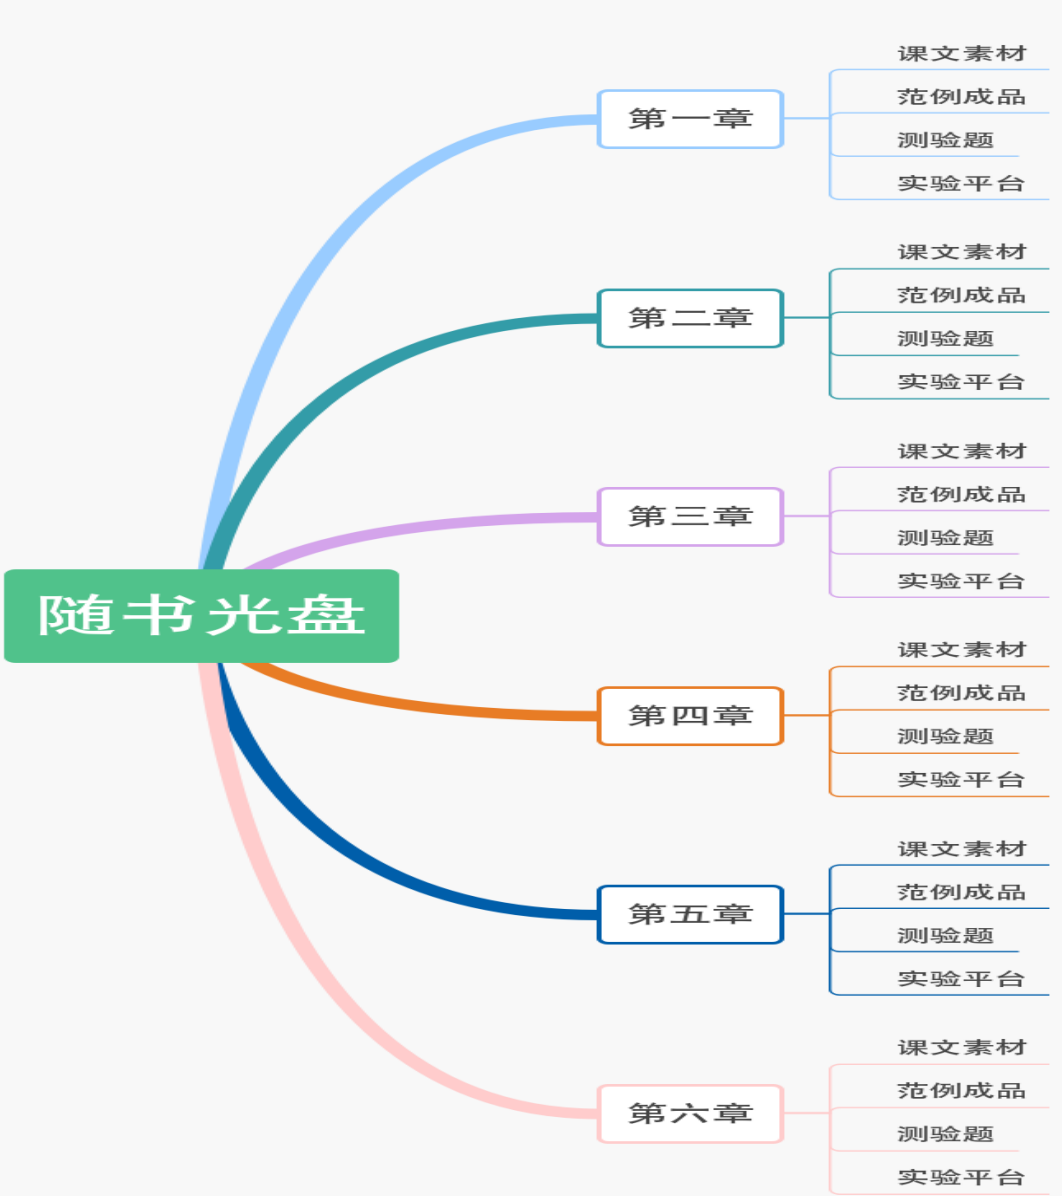 随书光盘
第一章
课文素材
范例成品
测验题
实验平台
第二章
课文素材
范例成品
测验题
实验平台
第三章
课文素材
范例成品
测验题
实验平台
第四章
课文素材
范例成品
测验题
实验平台
第五章
课文素材
范例成品
测验题
实验平台
第六章
课文素材
范例成品
测验题
实验平台